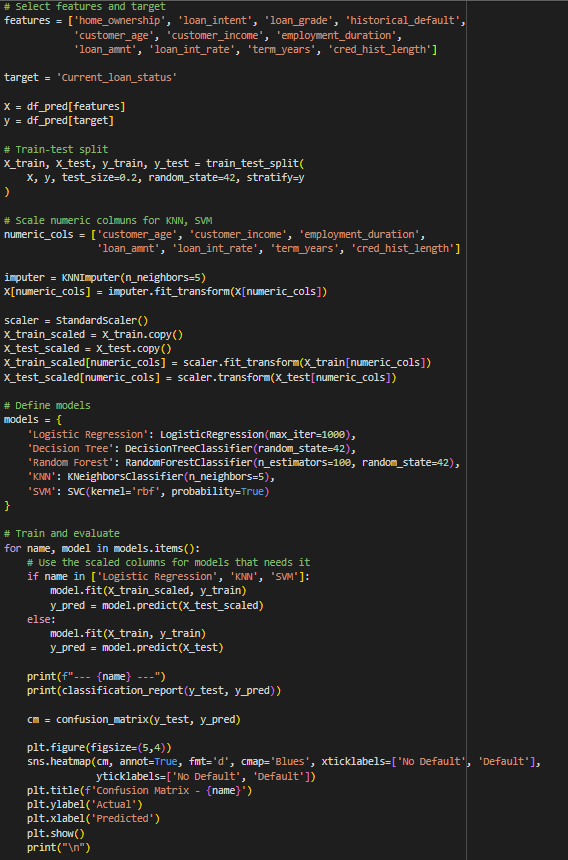 # Select features and target
features = ['home_ownership', 'loan_intent', 'loan_grade', 'historical_default',
            'customer_age', 'customer_income', 'employment_duration',
            'loan_amnt', 'loan_int_rate', 'term_years', 'cred_hist_length']

target = 'Current_loan_status'

X = df_pred[features]
y = df_pred[target]

# Train-test split
X_train, X_test, y_train, y_test = train_test_split(
    X, y, test_size=0.2, random_state=42, stratify=y
)

# Scale numeric colmuns for KNN, SVM
numeric_cols = ['customer_age', 'customer_income', 'employment_duration',
                'loan_amnt', 'loan_int_rate', 'term_years', 'cred_hist_length']

imputer = KNNImputer(n_neighbors=5)
X[numeric_cols] = imputer.fit_transform(X[numeric_cols])

scaler = StandardScaler()
X_train_scaled = X_train.copy()
X_test_scaled = X_test.copy()
X_train_scaled[numeric_cols] = scaler.fit_transform(X_train[numeric_cols])
X_test_scaled[numeric_cols] = scaler.transform(X_test[numeric_cols])

# Define models
models = {
    'Logistic Regression': LogisticRegression(max_iter=1000),
    'Decision Tree': DecisionTreeClassifier(random_state=42),
    'Random Forest': RandomForestClassifier(n_estimators=100, random_state=42),
    'KNN': KNeighborsClassifier(n_neighbors=5),
    'SVM': SVC(kernel='rbf', probability=True)
}

# Train and evaluate
for name, model in models.items():
    # Use the scaled columns for models that needs it
    if name in ['Logistic Regression', 'KNN', 'SVM']:
        model.fit(X_train_scaled, y_train)
        y_pred = model.predict(X_test_scaled)
    else:
        model.fit(X_train, y_train)
        y_pred = model.predict(X_test)

    print(f"--- {name} ---")
    print(classification_report(y_test, y_pred))

    cm = confusion_matrix(y_test, y_pred)

    plt.figure(figsize=(5,4))
    sns.heatmap(cm, annot=True, fmt='d', cmap='Blues', xticklabels=['No Default', 'Default'],
                yticklabels=['No Default', 'Default'])
    plt.title(f'Confusion Matrix - {name}')
    plt.ylabel('Actual')
    plt.xlabel('Predicted')
    plt.show()
    print("\n")